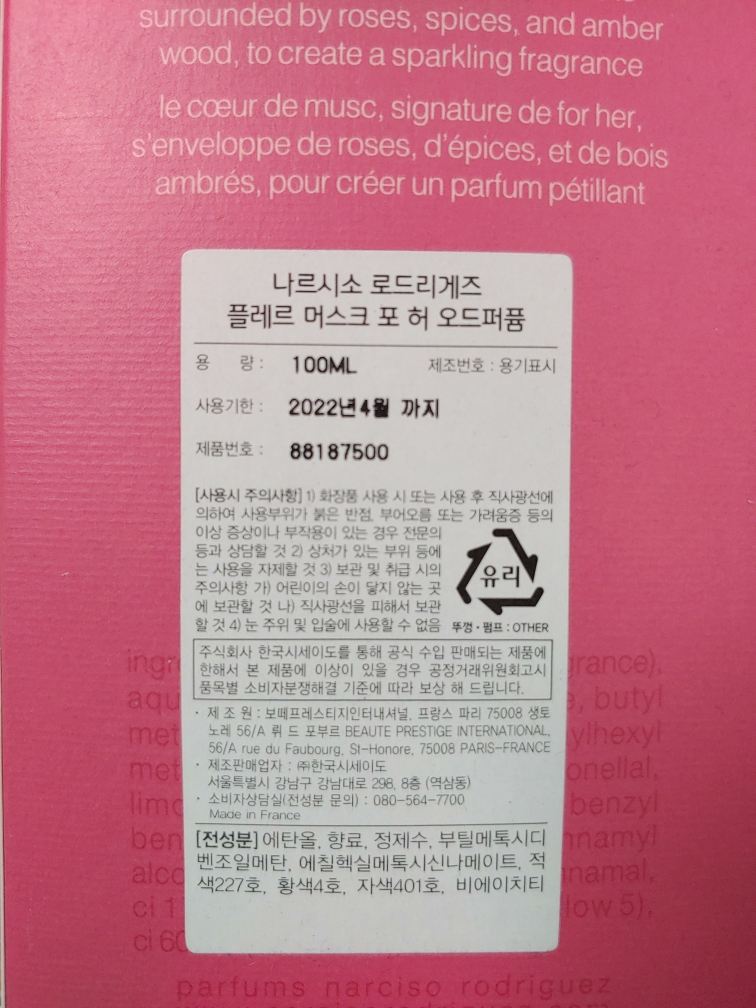 surrounded by roses, spices, and amber
wood, to create a sparkling fragrance
le cœur de musc, signature de for her,
s'enveloppe de roses, d'épices, et de bois
ambrés, pour créer un parfum pétillant
나르시소 로드리게즈
플레르 머스크 포 허 오드퍼퓸
용 량 : 100ML 제조번호 : 용기표시
사용기한 : 2022년4월 까지
제품번호 : 88187500
[사용시 주의사항] 1) 화장품 사용 시 또는 사용 후 직사광선에
의하여 사용부위가 붉은 반점, 부어오름 또는 가려움증 등의
이상 증상이나 부작용이 있는 경우 전문의
등과 상담할 것 2) 상처가 있는 부위 등에
는 사용을 자제할 것 3) 보관 및 취급 시의
주의사항 가) 어린이의 손이 닿지 않는 곳
에 보관할 것 나) 직사광선을 피해서 보관
할 것 4) 눈 주위 및 입술에 사용할 수 없음
유리
뚜껑·펌프 : OTHER
주식회사 한국시세이도를 통해 공식 수입 판매되는 제품에
한해서 본 제품에 이상이 있을 경우 공정거래위원회고시
품목별 소비자분쟁해결 기준에 따라 보상 해 드립니다.
· 제 조 원 : 보떼프레스티지인터내셔널, 프랑스 파리 75008 생토
노레 56/A 뤼 드 포부르 BEAUTE PRESTIGE INTERNATIONAL,
56/A rue du Faubourg, St-Honore, 75008 PARIS-FRANCE
· 제조판매업자 : ㈜한국시세이도
서울특별시 강남구 강남대로 298, 8층 (역삼동)
· 소비자상담실(전성분 문의) : 080-564-7700
Made in France
[전성분] 에탄올, 향료, 정제수, 부틸메톡시디
벤조일메탄, 에칠헥실메톡시신나메이트, 적
색227호, 황색4호, 자색401호, 비에이치티
butyl
benzyl
low 5),
ci 60
parfums narciso rodriguez